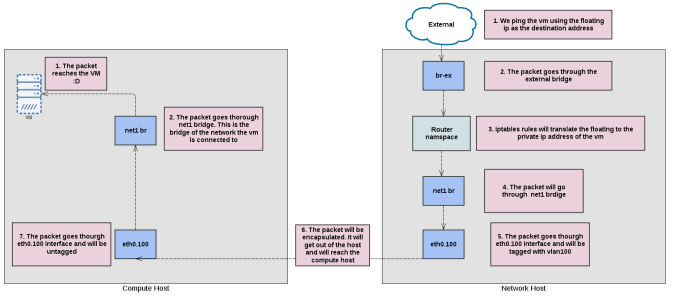 External
1. We ping the vm using the floating
ip as the destination address
br-ex
2. The packet goes through the
external bridge
Router
namspace
3. iptables rules will translate the floating to the
private ip address of the vm
net1 br
4. The packet will go
through net1 brdige
eth0.100
5. The packet goes thourgh
eth0.100 interface and will be
tagged with vlan100
Network Host
6. The packet will be
encapsulated. It will
get out of the host
and will reach the
compute host
7. The packet goes thourgh
eth0.100 interface and will be
untagged
eth0.100
net1 br
2. The packet goes thorough
net1 bridge. This is the
bridge of the network the vm
is connected to
1. The packet
reaches the VM
:D
VM
Compute Host